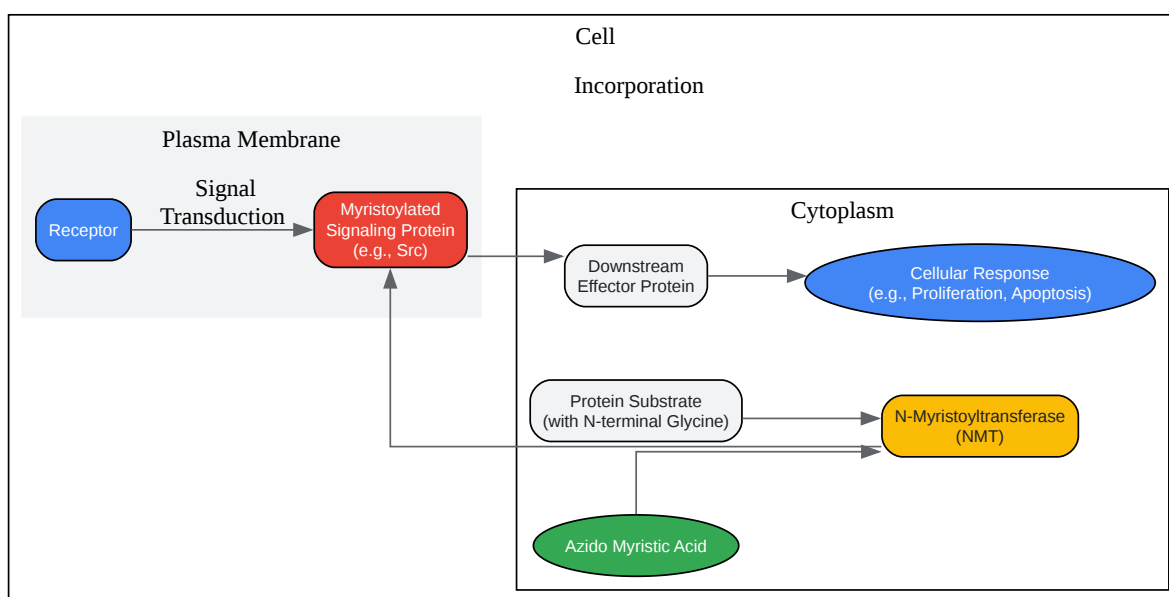 Cell
Incorporation
Plasma Membrane
Signal
Transduction
Receptor
Myristoylated
Signaling Protein
(e.g., Src)
Cytoplasm
Downstream
Effector Protein
Cellular Response
(e.g., Proliferation, Apoptosis)
Protein Substrate
(with N-terminal Glycine)
N-Myristoyltransferase
(NMT)
Azido Myristic Acid